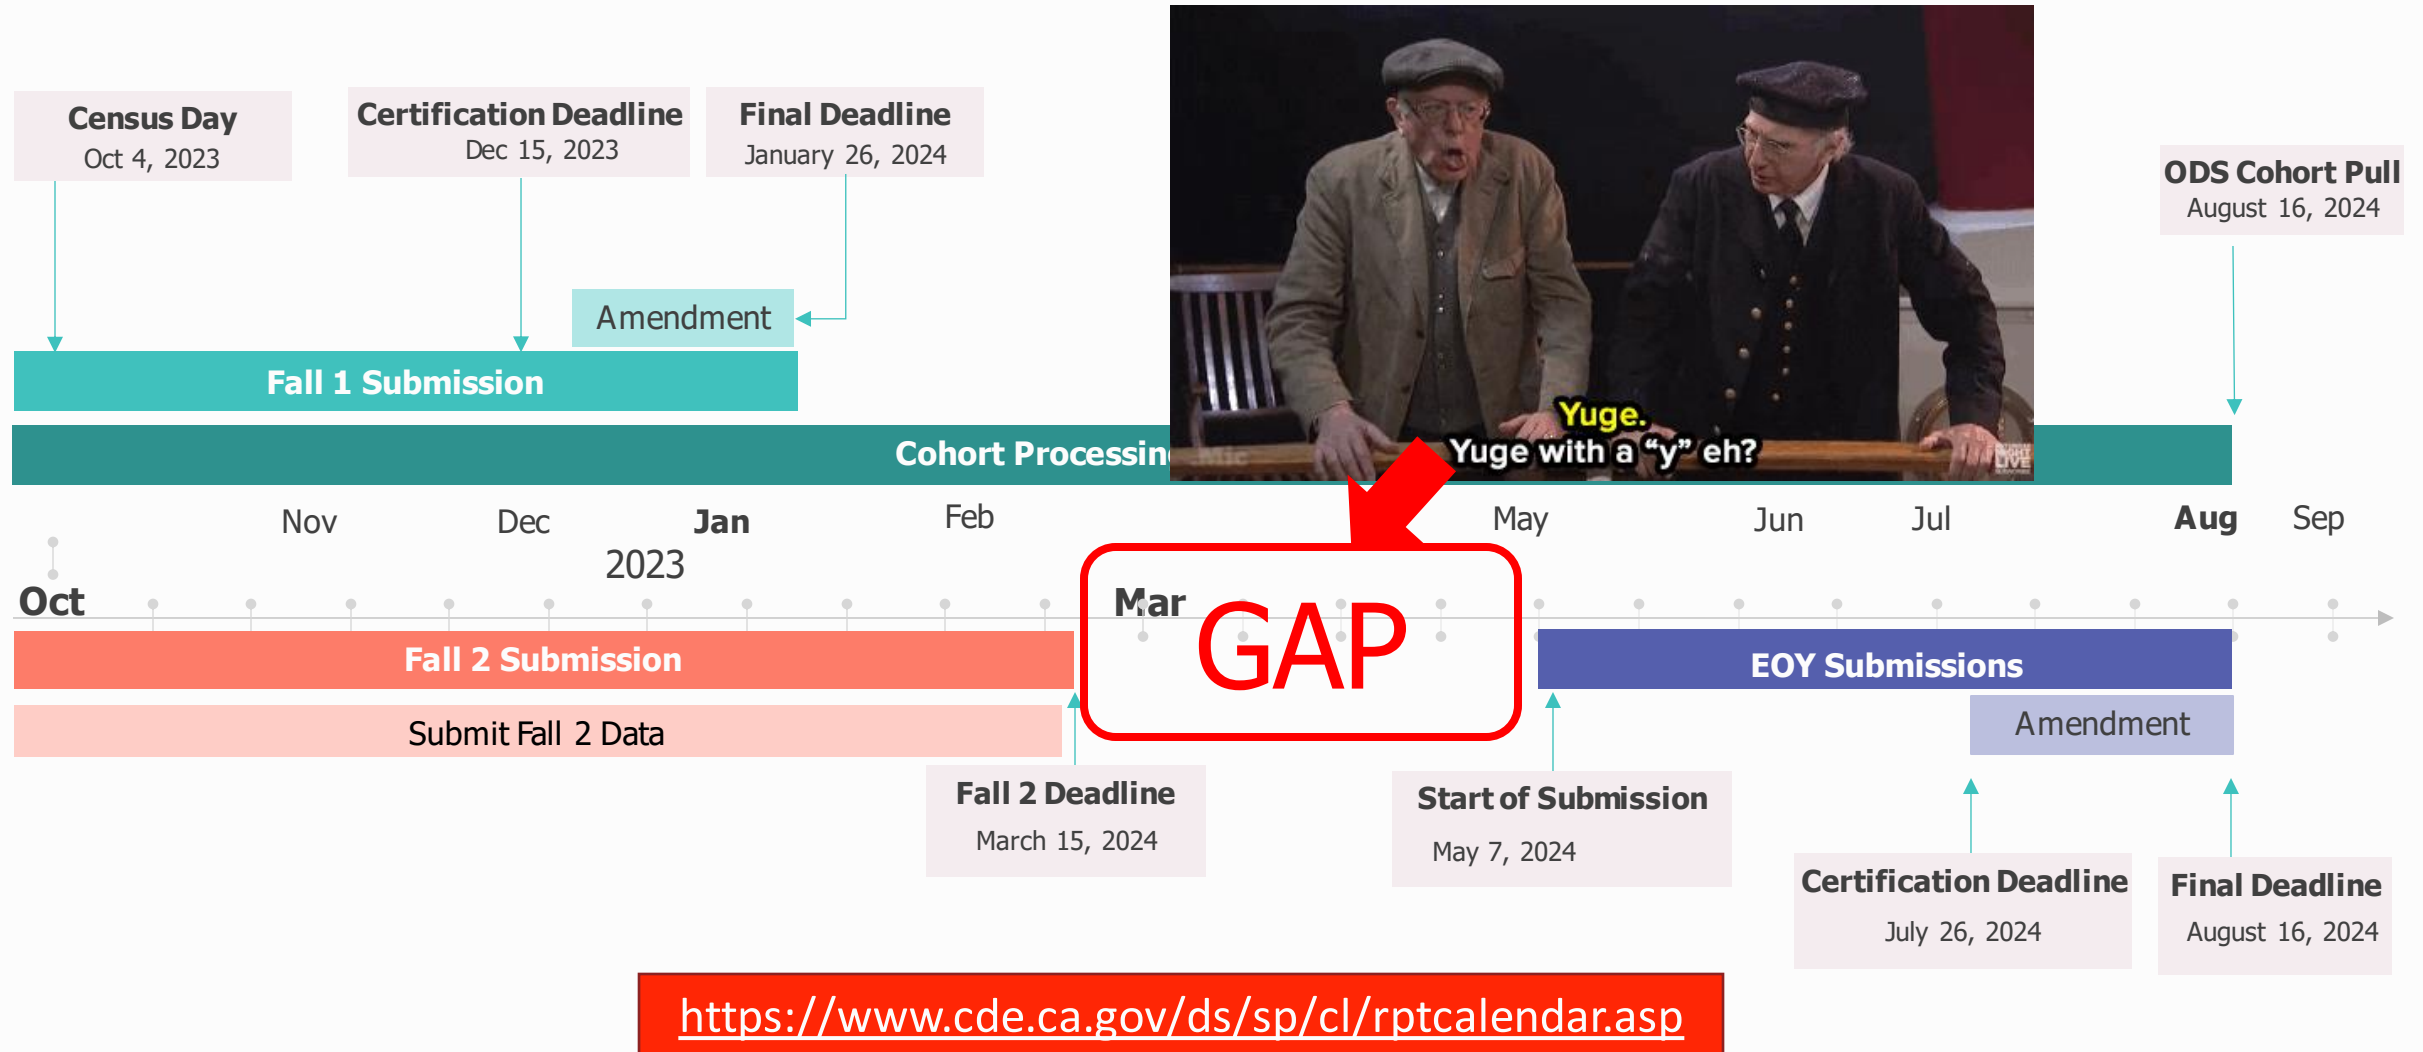 Census Day
Oct 4, 2023
Certification Deadline
Dec 15, 2023
Final Deadline
January 26, 2024
ODS Cohort Pull
August 16, 2024
Amendment
Fall 1 Submission
Yuge.
Yuge with a “y” eh?
Mic
SATURDAY
NIGHT
LIVE
Cohort Processin
Nov
Dec
Jan
Feb
May
Jun
Jul
Aug
Sep
2023
Oct
Mar
GAP
Fall 2 Submission
EOY Submissions
Submit Fall 2 Data
Amendment
Fall 2 Deadline
March 15, 2024
Start of Submission
May 7, 2024
Certification Deadline
July 26, 2024
Final Deadline
August 16, 2024
https://www.cde.ca.gov/ds/sp/cl/rptcalendar.asp